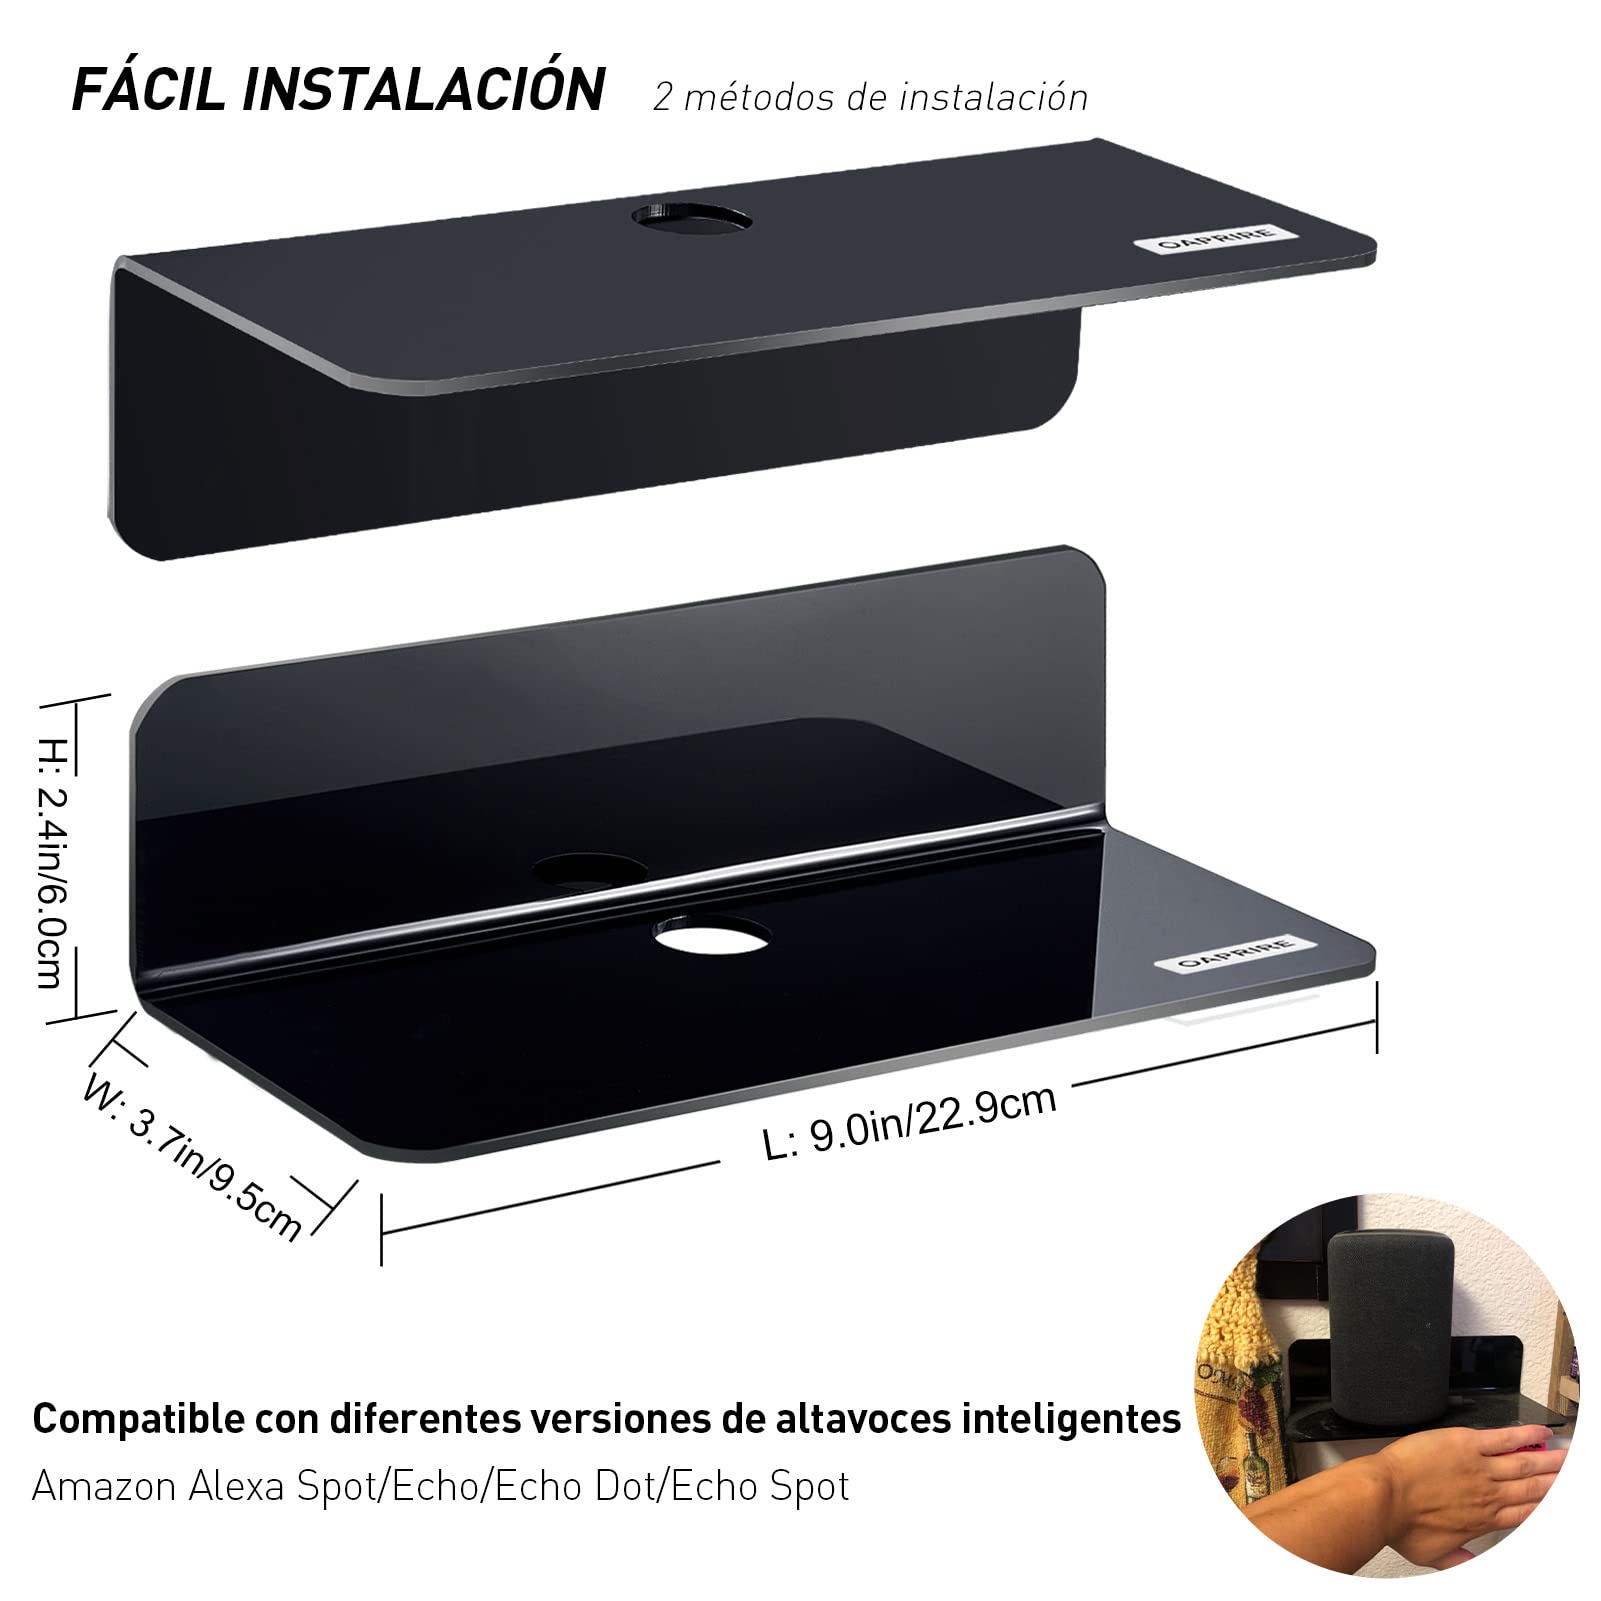 FÁCIL INSTALACIÓN 2 métodos de instalación
OAPRIRE
H: 2.4in/6.0cm
OAPRIRE
W: 3.7in/9.5cm
L: 9.0in/22.9cm
Compatible con diferentes versiones de altavoces inteligentes
Amazon Alexa Spot/Echo/Echo Dot/Echo Spot